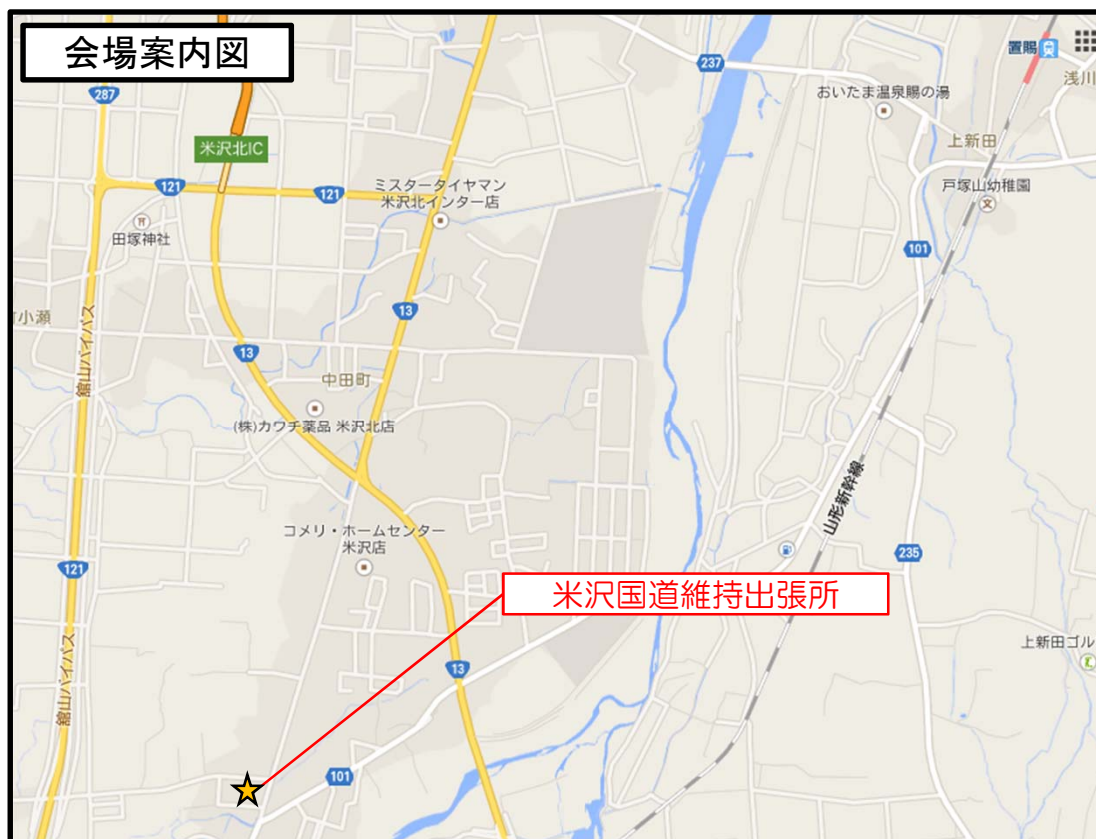 会場案内図
置賜
237
浅川
287
おいたま温泉賜の湯
米沢北IC
上新田
121
121
ミスタータイヤマン
米沢北インター店
戸塚山幼稚園
田塚神社
101
13
小瀬
舘山バイパス
13
中田町
(株)カワチ薬品 米沢北店
山形新幹線
コメリ・ホームセンター
米沢店
235
121
米沢国道維持出張所
舘山バイパス
13
上新田ゴル
101